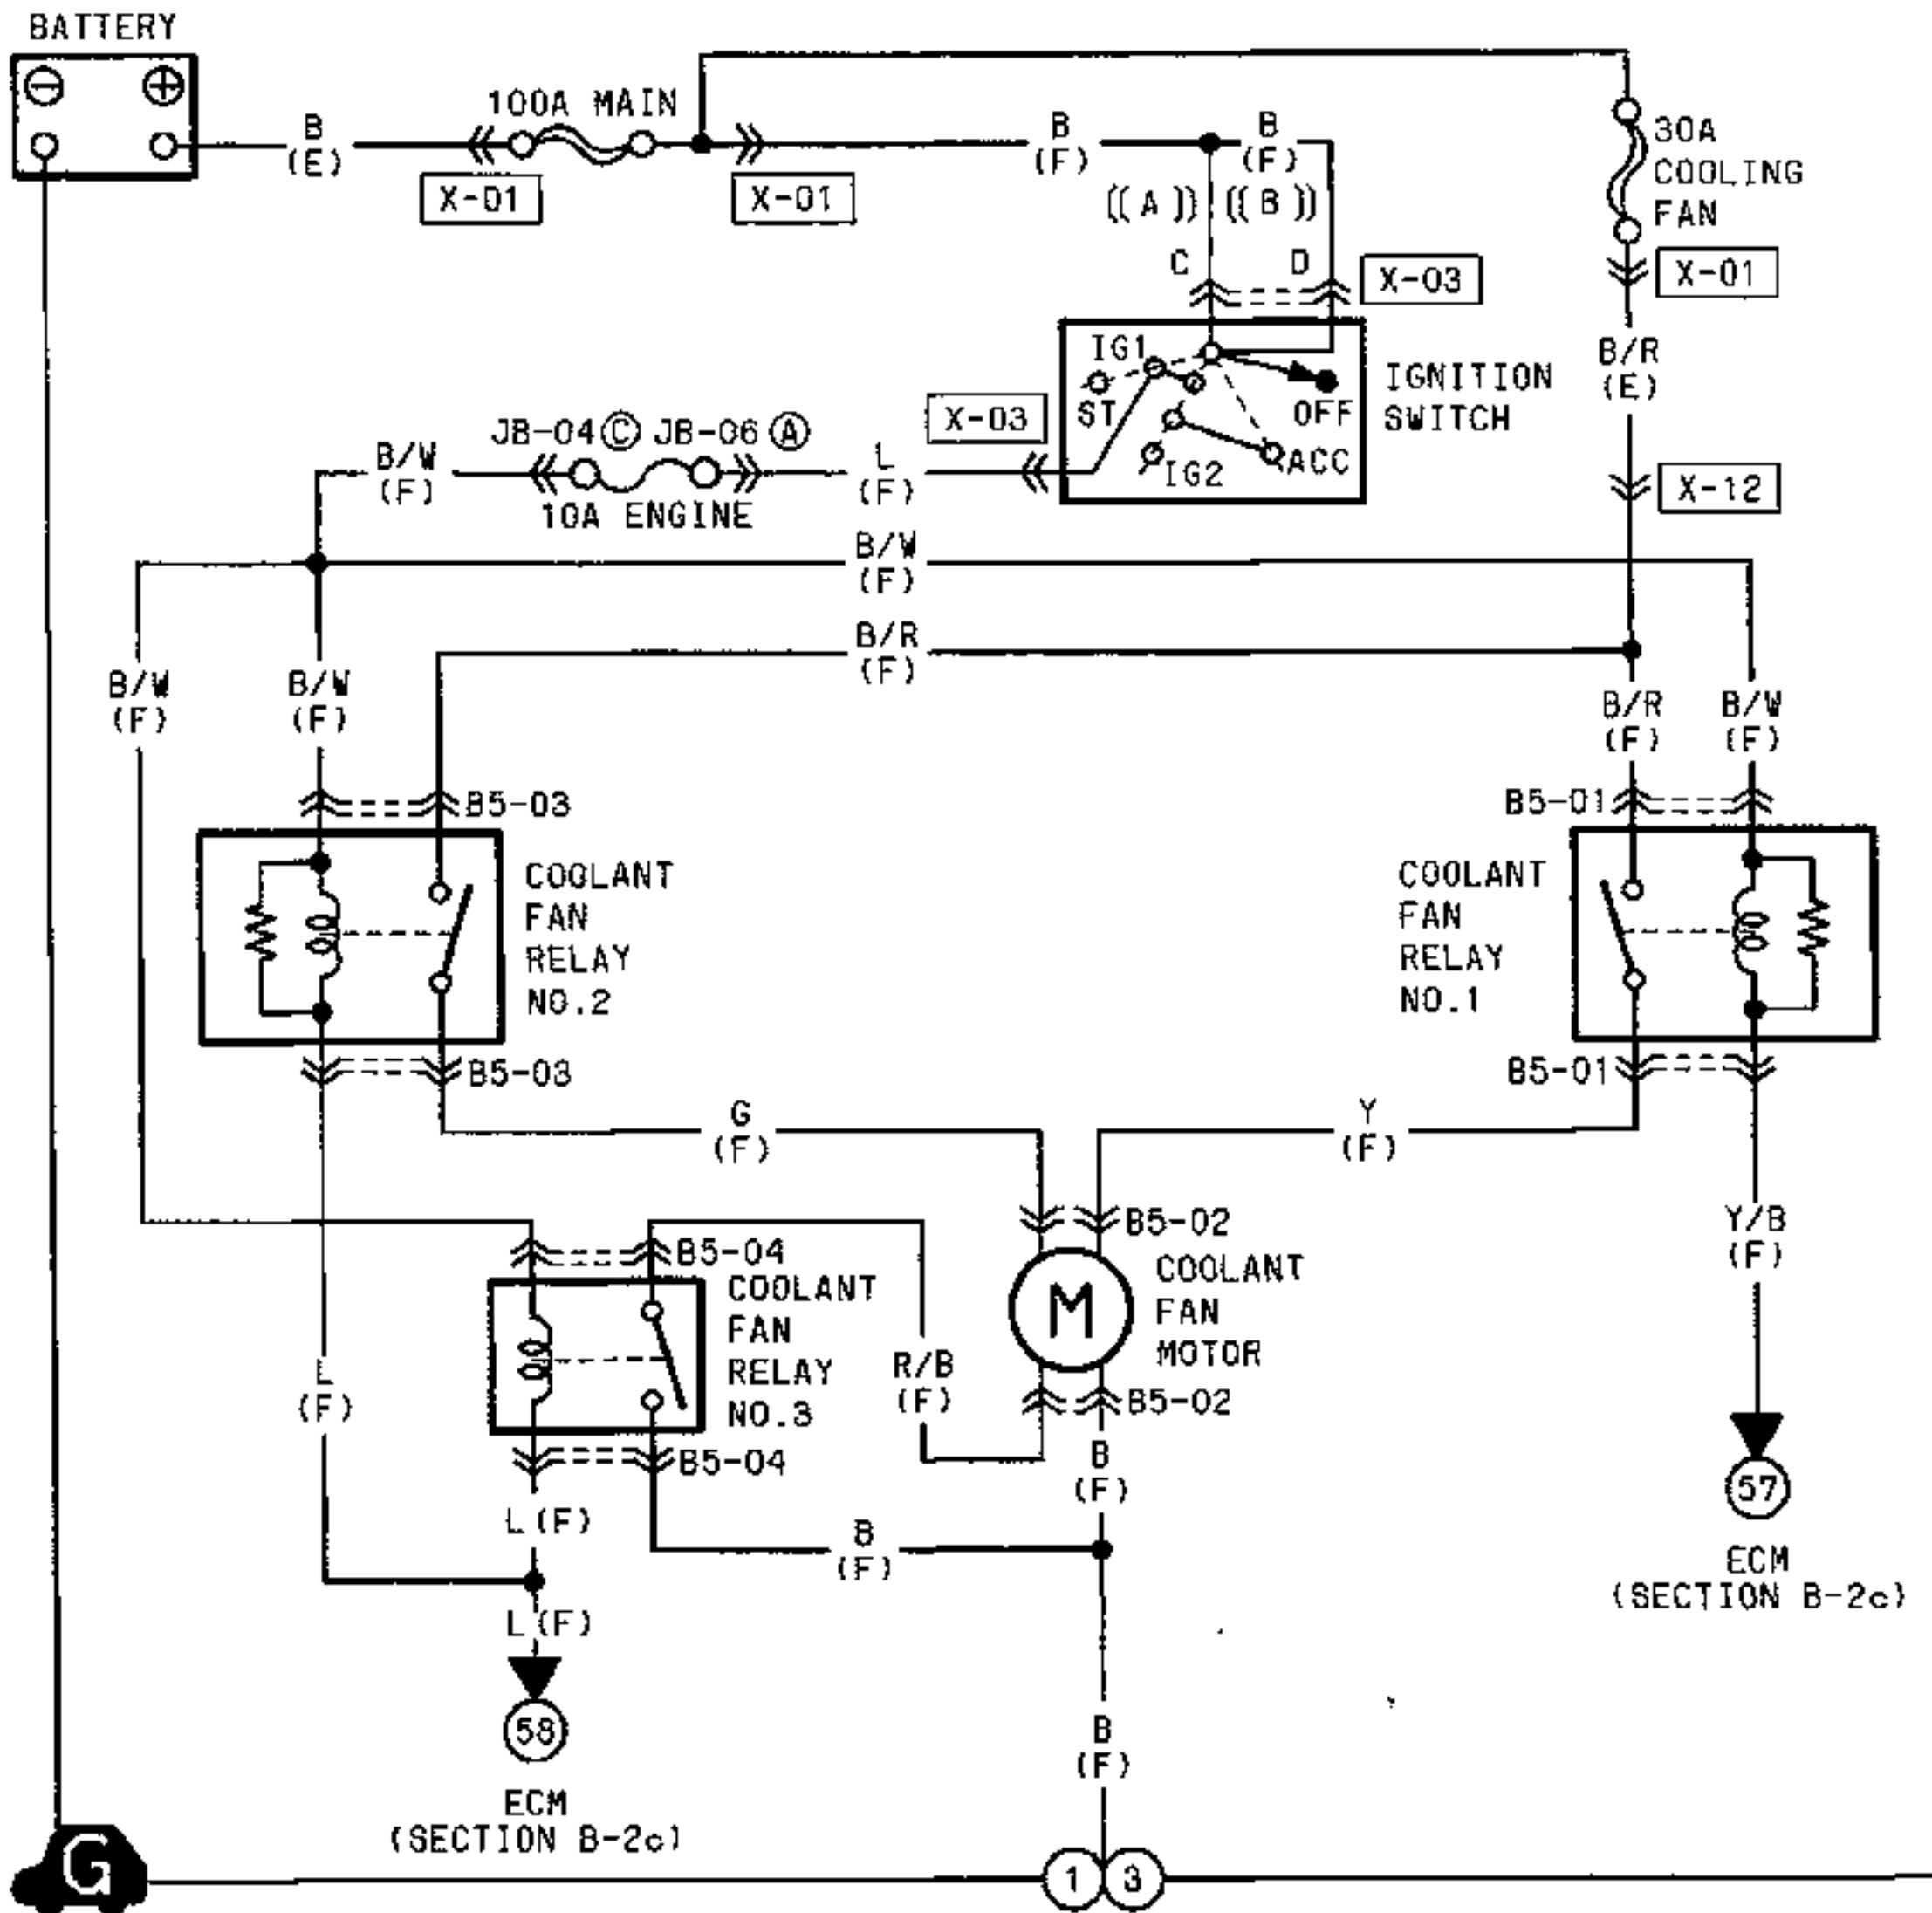 BATTERY
B
(E)
100A MAIN
X-01
X-01
B
(F)
B
(F)
((A))
((B))
C
D
X-03
30A
COOLING
FAN
X-01
B/R
(E)
X-12
IG1
ST
OFF
IG2
ACC
IGNITION
SWITCH
X-03
JB-04 C JB-06 A
10A ENGINE
B/W
(F)
L
(F)
B/W
(F)
B/R
(F)
B/W
(F)
B/W
(F)
B/R
(F)
B/W
(F)
B5-03
B5-01
COOLANT
FAN
RELAY
NO.2
COOLANT
FAN
RELAY
NO.1
B5-03
B5-01
G
(F)
Y
(F)
B5-02
B5-04
COOLANT
FAN
RELAY
NO.3
M
COOLANT
FAN
MOTOR
Y/B
(F)
R/B
(F)
L
(F)
B5-02
B5-04
B
(F)
L(F)
B
(F)
57
ECM
(SECTION B-2c)
L(F)
58
ECM
(SECTION B-2c)
B
(F)
G
1
3